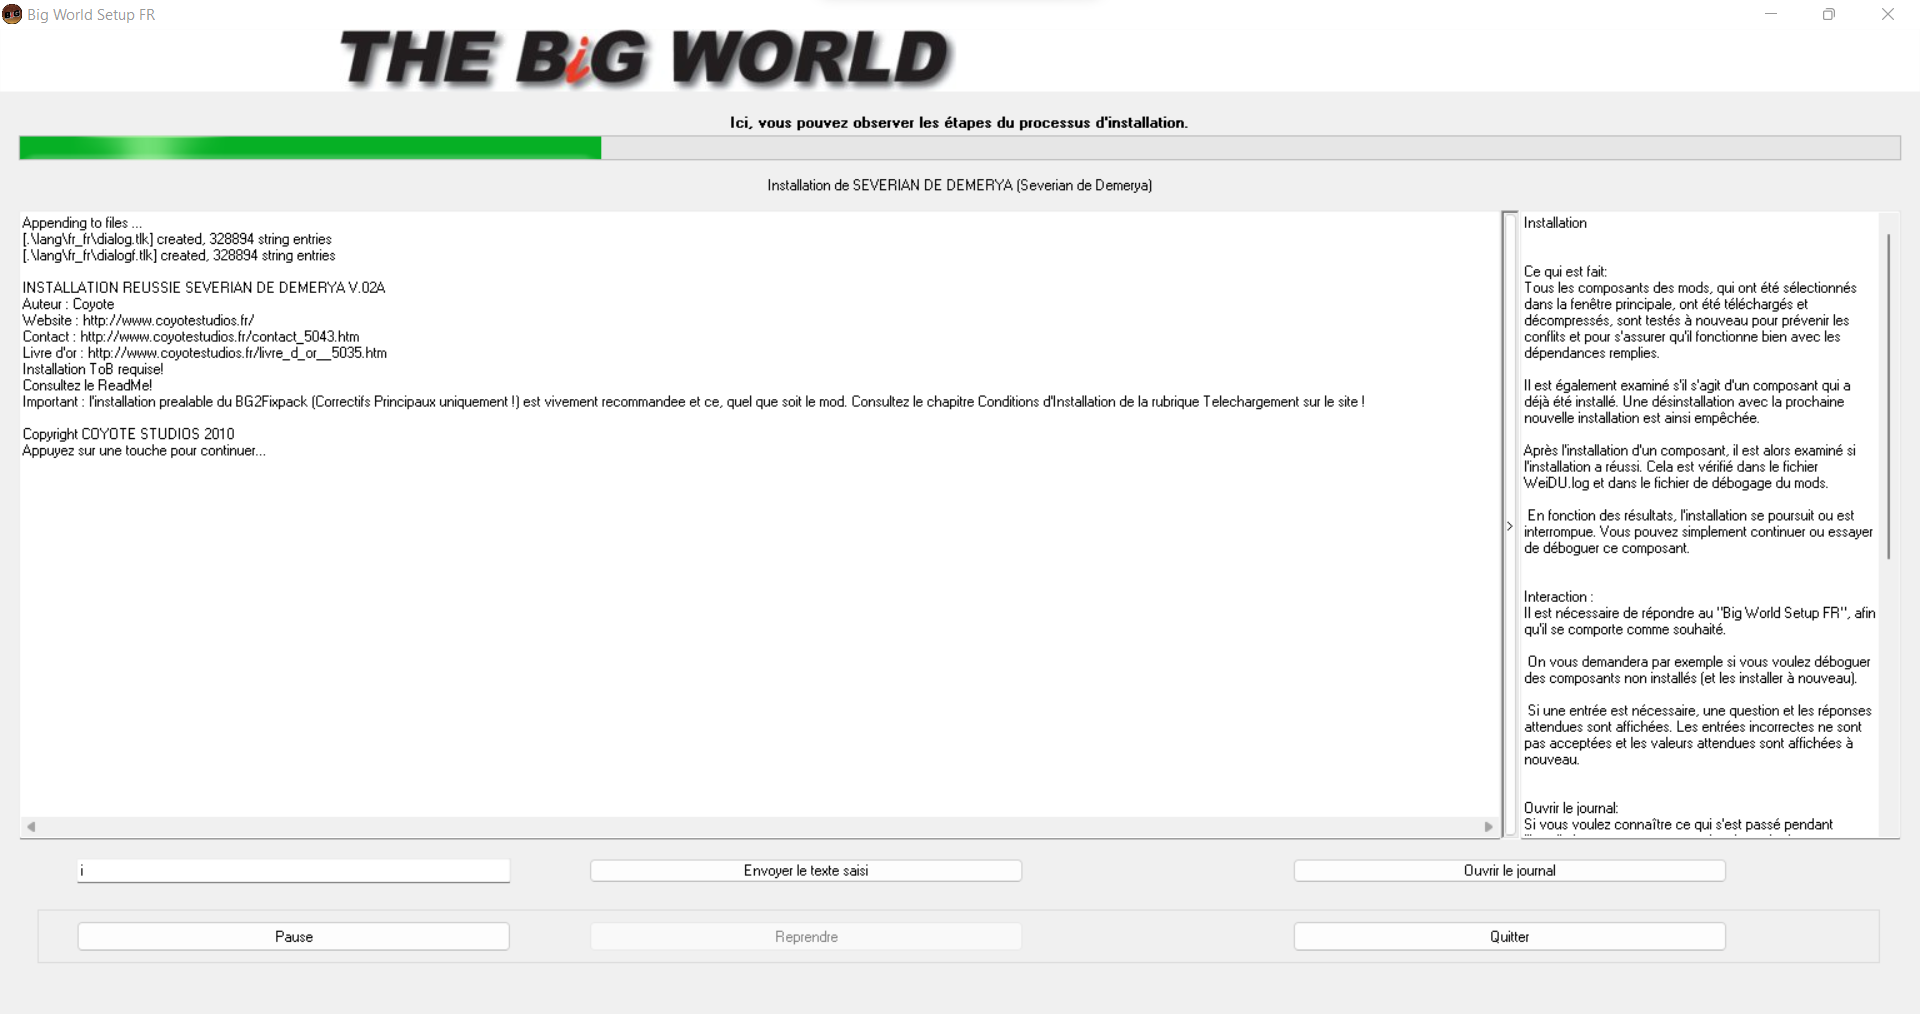 Big World Setup FR
THE BiG WORLD
Ici, vous pouvez observer les étapes du processus d'installation.
Installation de SEVERIAN DE DEMERYA (Severian de Demerya)
Appending to files ...
[.\lang\fr_fr\dialog.tlk] created, 328894 string entries
[.\lang\fr_fr\dialogf.tlk] created, 328894 string entries
INSTALLATION REUSSIE SEVERIAN DE DEMERYA V.02A
Auteur : Coyote
Website : http://www.coyotestudios.fr/
Contact : http://www.coyotestudios.fr/contact_5043.htm
Livre d'or : http://www.coyotestudios.fr/livre_d_or__5035.htm
Installation ToB requise!
Consultez le ReadMe!
Important : l'installation prealable du BG2Fixpack (Correctifs Principaux uniquement !) est vivement recommandee et ce, quel que soit le mod. Consultez le chapitre Conditions d'Installation de la rubrique Telechargement sur le site !
Copyright COYOTE STUDIOS 2010
Appuyez sur une touche pour continuer...
Installation
Ce qui est fait:
Tous les composants des mods, qui ont été sélectionnés
dans la fenêtre principale, ont été téléchargés et
décompressés, sont testés à nouveau pour prévenir les
conflits et pour s'assurer qu'il fonctionne bien avec les
dépendances remplies.
Il est également examiné s'il s'agit d'un composant qui a
déjà été installé. Une désinstallation avec la prochaine
nouvelle installation est ainsi empêchée.
Après l'installation d'un composant, il est alors examiné si
l'installation a réussi. Cela est vérifié dans le fichier
WeiDU.log et dans le fichier de débogage du mods.
En fonction des résultats, l'installation se poursuit ou est
interrompue. Vous pouvez simplement continuer ou essayer
de déboguer ce composant.
Interaction :
Il est nécessaire de répondre au "Big World Setup FR", afin
qu'il se comporte comme souhaité.
On vous demandera par exemple si vous voulez déboguer
des composants non installés (et les installer à nouveau).
Si une entrée est nécessaire, une question et les réponses
attendues sont affichées. Les entrées incorrectes ne sont
pas acceptées et les valeurs attendues sont affichées à
nouveau.
Ouvrir le journal:
Si vous voulez connaître ce qui s'est passé pendant
i
Envoyer le texte saisi
Ouvrir le journal
Pause
Reprendre
Quitter